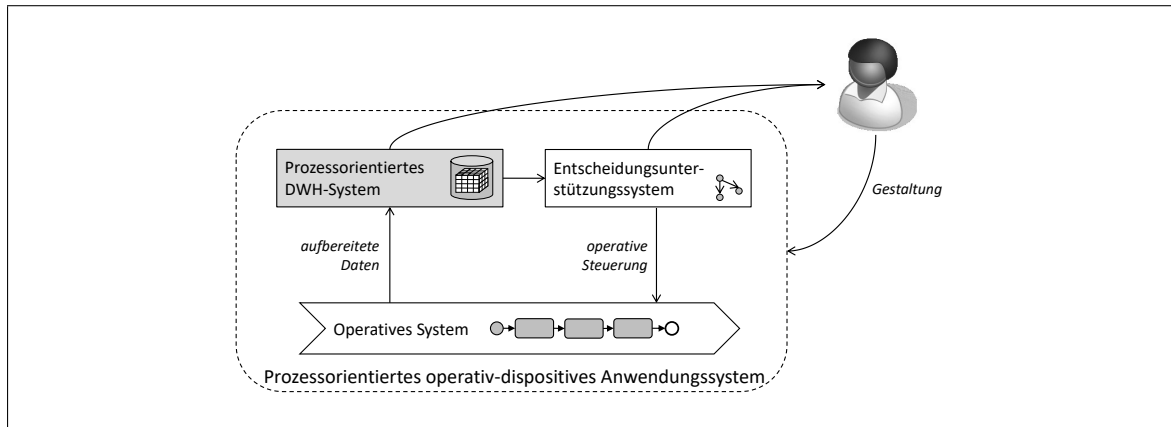 Prozessorientiertes
DWH-System
Entscheidungsunter-
stützungssystem
Gestaltung
aufbereitete
Daten
operative
Steuerung
Operatives System
Prozessorientiertes operativ-dispositives Anwendungssystem